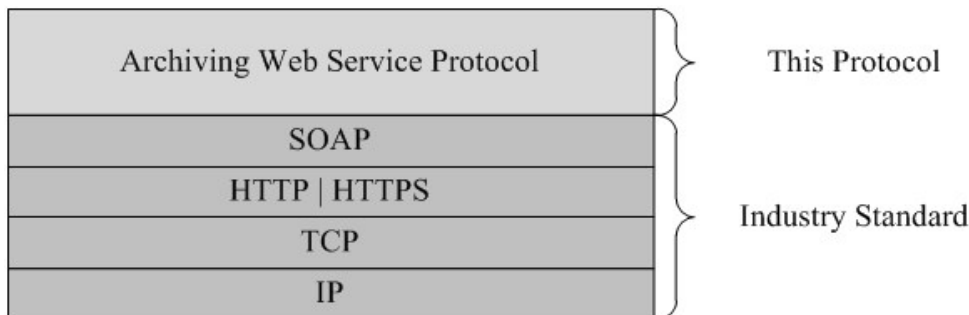 Archiving Web Service Protocol
This Protocol
SOAP
HTTP | HTTPS
TCP
IP
Industry Standard